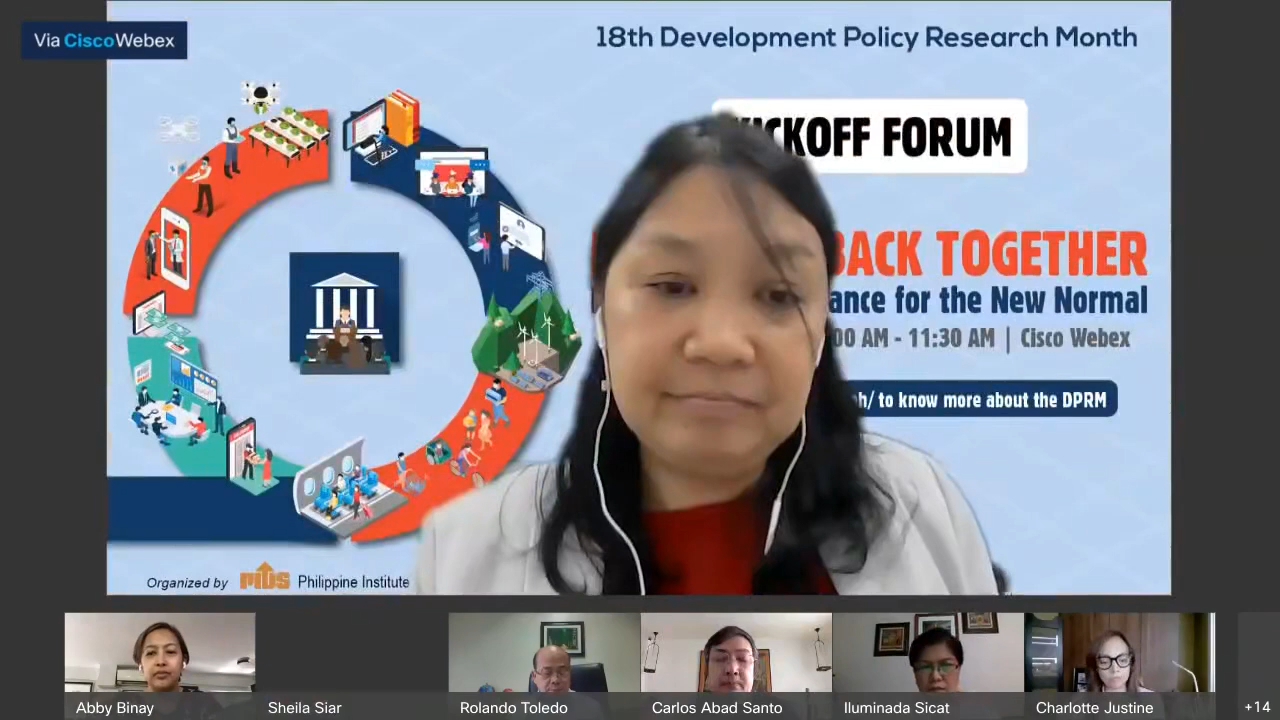 Via CiscoWebex
18th Development Policy Research Month
KICKOFF FORUM
BACK TOGETHER
ance for the New Normal
00 AM - 11:30 AM | Cisco Webex
ph/ to know more about the DPRM
Organized by pids Philippine Institute
Abby Binay
Sheila Siar
Rolando Toledo
Carlos Abad Santo
Iluminada Sicat
Charlotte Justine
+14